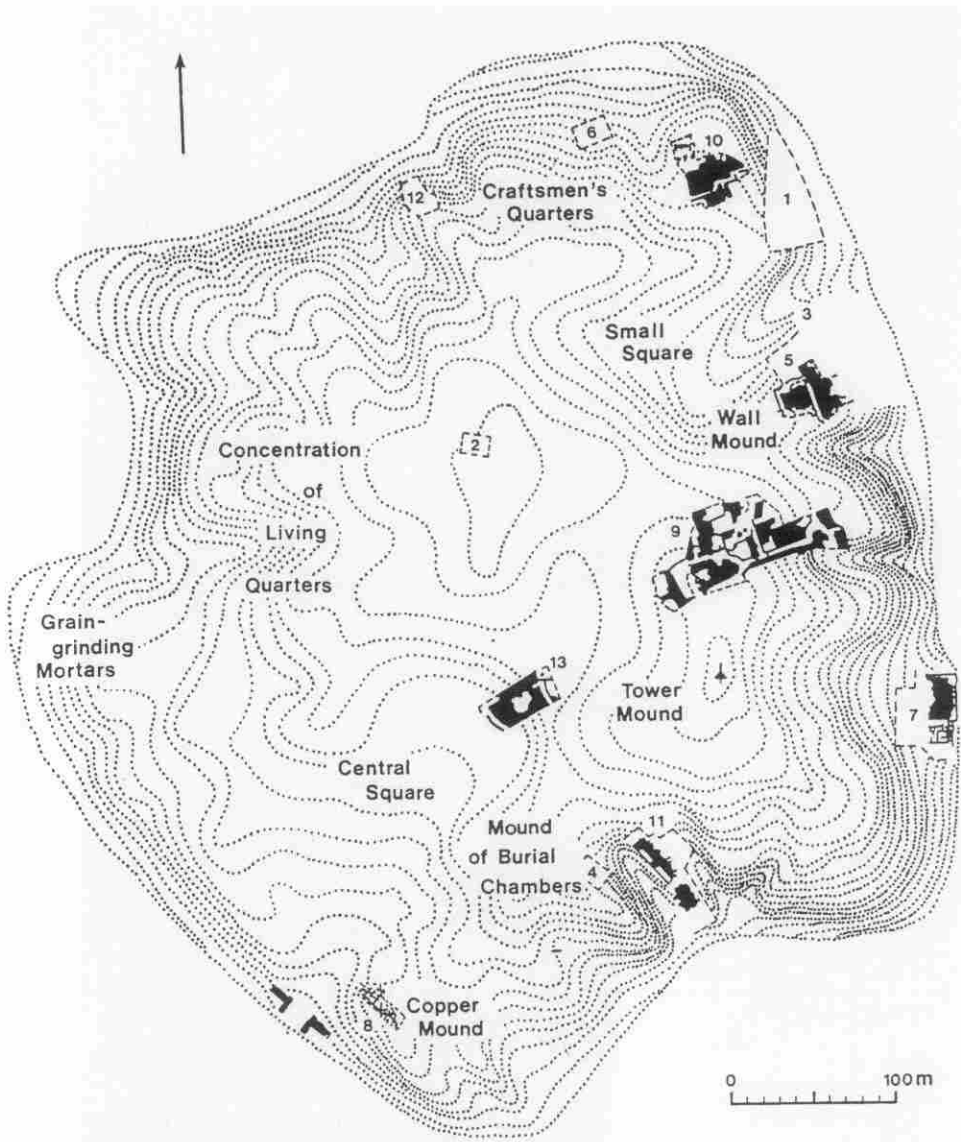 6
10
12
Craftsmen's
Quarters
1
3
Small
Square
5
Wall
Mound
2
Concentration
of
Living
Quarters
9
Grain-
grinding
Mortars
13
Tower
Mound
7
Central
Square
11
Mound
of Burial
Chambers
4
Copper
Mound
8
0
100 m